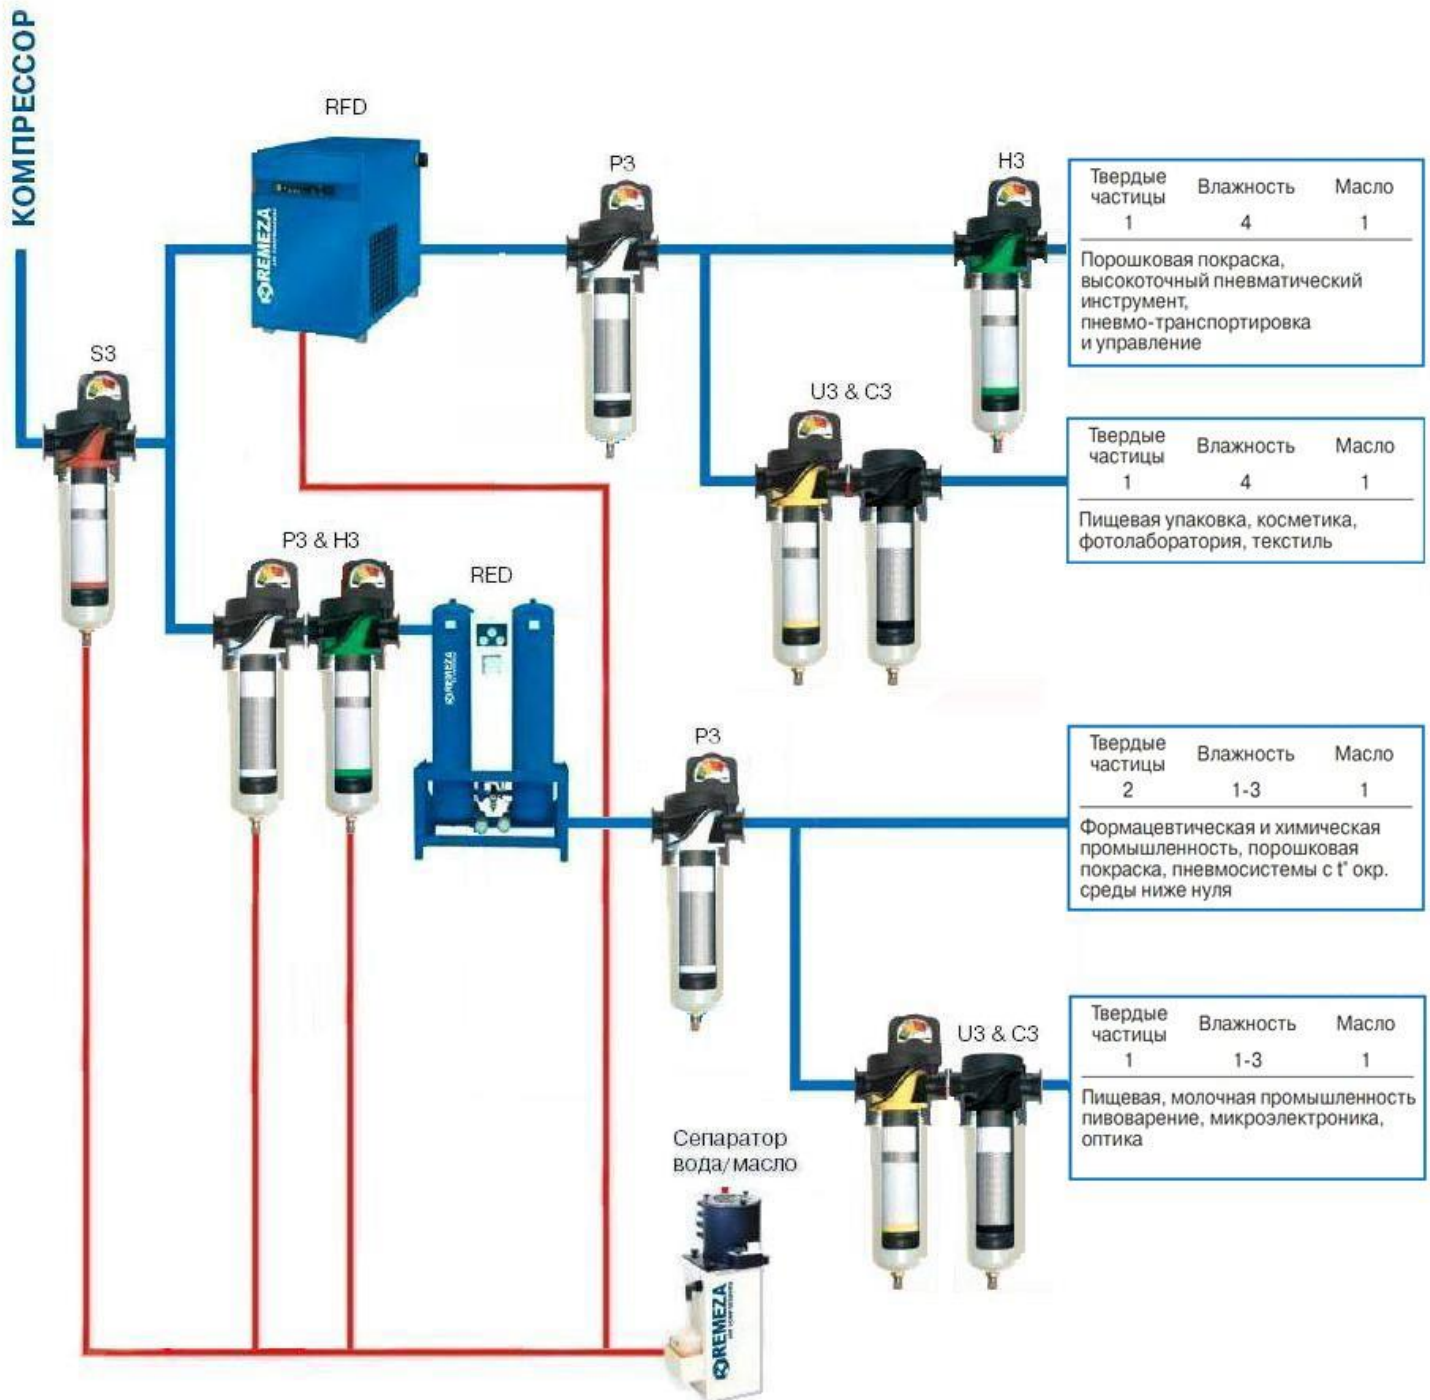 КОМПРЕССОР
RFD
P3
H3
REMEZA
Твердые частицы Влажность Масло
1 4 1
Порошковая покраска,
высокоточный пневматический
инструмент,
пневмо-транспортировка
и управление
S3
U3 & C3
Твердые частицы Влажность Масло
1 4 1
Пищевая упаковка, косметика,
фотолаборатория, текстиль
P3 & H3
RED
REMEZA
P3
Твердые частицы Влажность Масло
2 1-3 1
Формацевтическая и химическая
промышленность, порошковая
покраска, пневмосистемы с t° окр.
среды ниже нуля
U3 & C3
Твердые частицы Влажность Масло
1 1-3 1
Пищевая, молочная промышленность
пивоварение, микроэлектроника,
оптика
Сепаратор
вода/масло
REMEZA
AIR COMPRESSORS